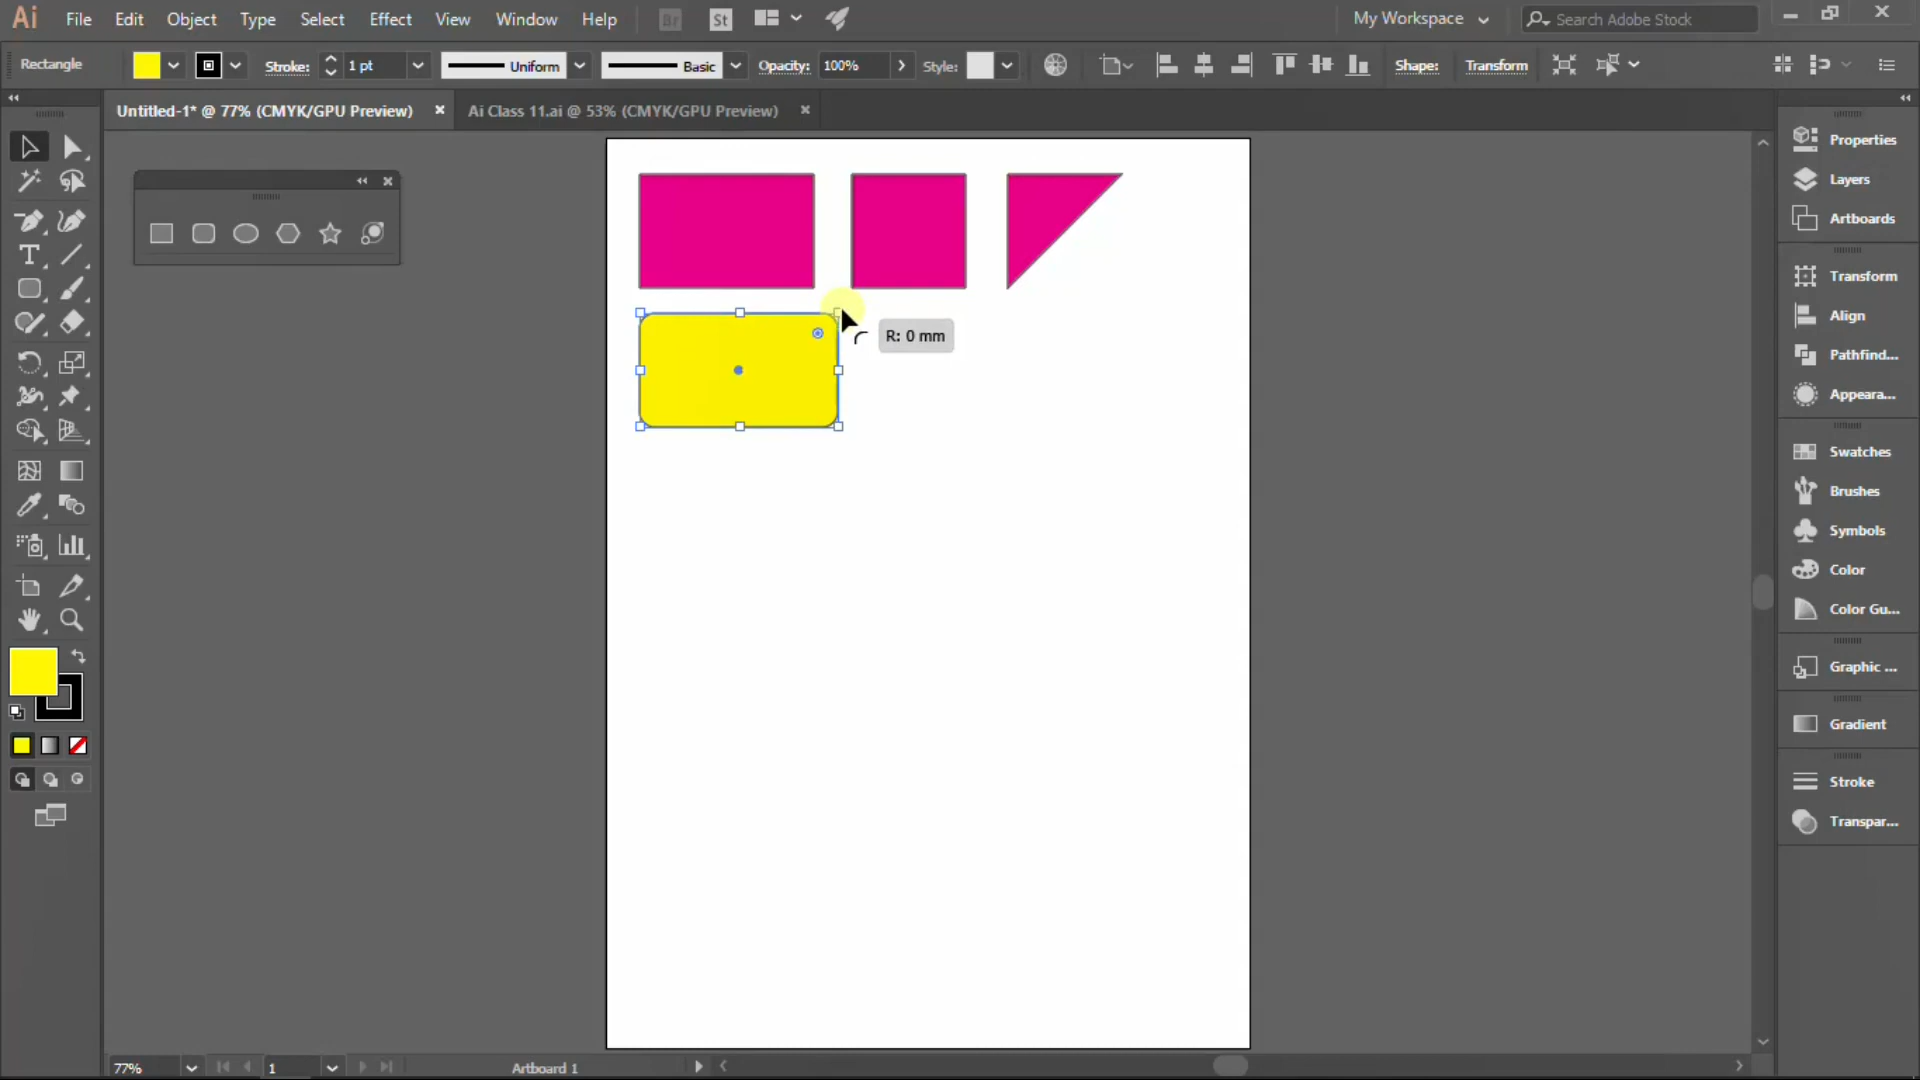 Ai File Edit Object Type Select Effect View Window Help Br St My Workspace Search Adobe Stock
Rectangle Stroke: 1 pt Uniform Basic Opacity: 100% Style: Shape: Transform
Untitled-1* @ 77% (CMYK/GPU Preview) × Ai Class 11.ai @ 53% (CMYK/GPU Preview) ×
Properties
Layers
Artboards
Transform
Align
Pathfind...
Appeara...
Swatches
Brushes
Symbols
Color
Color Gu...
Graphic ...
Gradient
Stroke
Transpar...
R: 0 mm
T
77% 1 Artboard 1